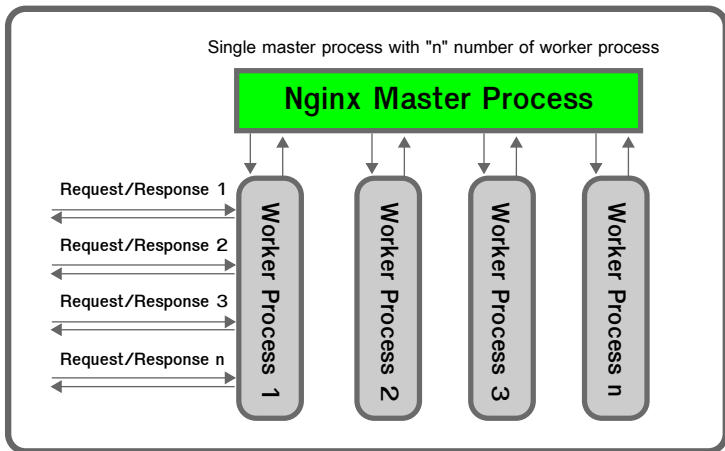 Single master process with "n" number of worker process
Nginx Master Process
Request/Response 1
Request/Response 2
Request/Response 3
Request/Response n
Worker Process 1
Worker Process 2
Worker Process 3
Worker Process n